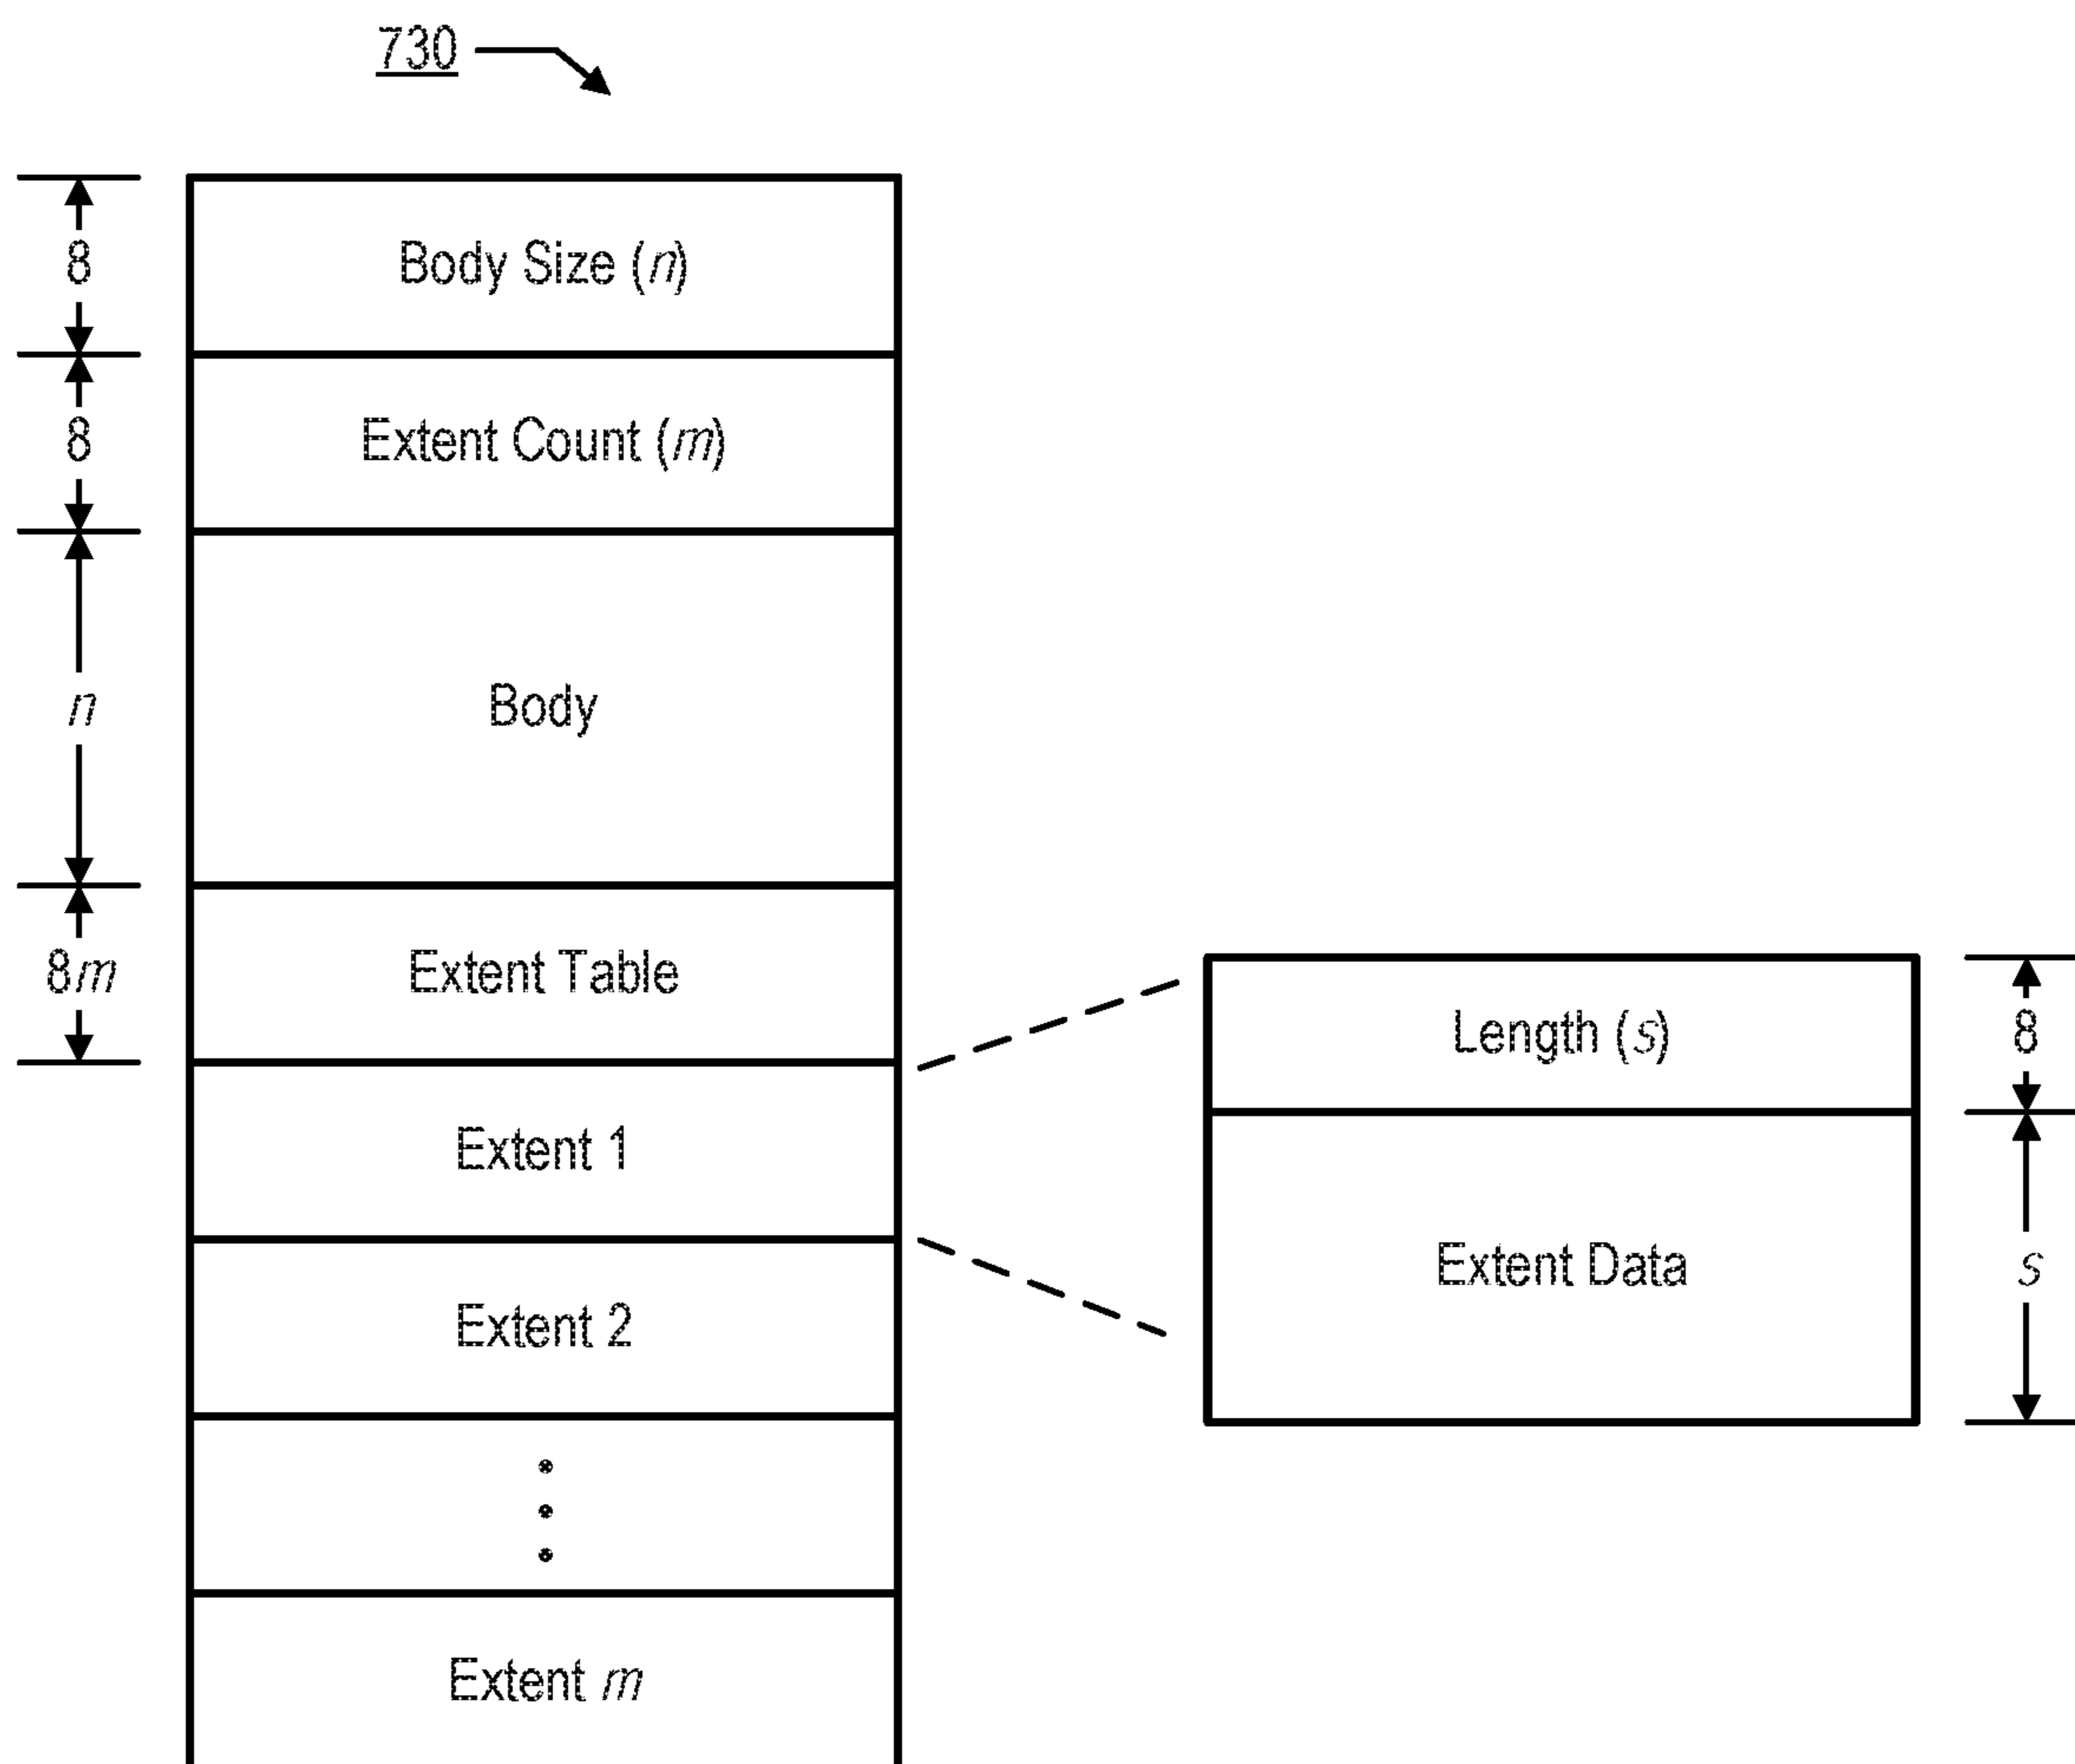 730
8
Body Size (n)
8
Extent Count (m)
n
Body
8m
Extent Table
Length (s)
8
Extent 1
Extent Data
s
Extent 2
Extent m